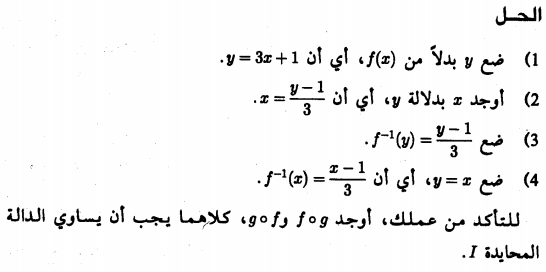 الحـل
1) ضع y بدلاً من f(x)، أي أن y = 3x + 1.
2) أوجد x بدلالة y، أي أن x = \frac{y-1}{3}.
3) ضع f^{-1}(y) = \frac{y-1}{3}.
4) ضع y = x، أي أن f^{-1}(x) = \frac{x-1}{3}.
للتأكد من عملك، أوجد f∘g و g∘f، كلاهما يجب أن يساوي الدالة
المحايدة I.